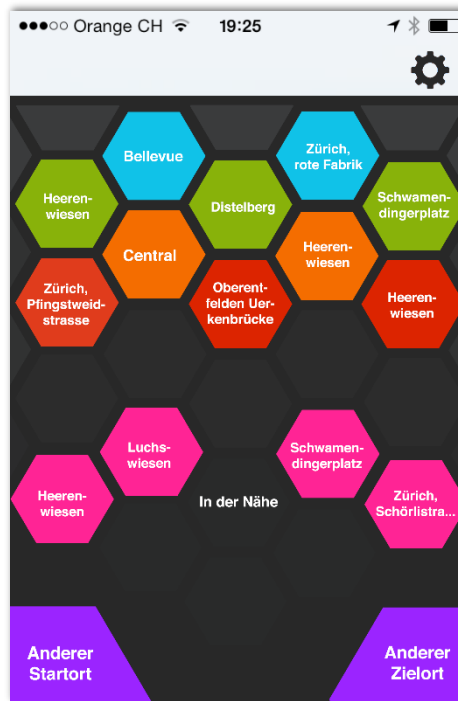 Orange CH 19:25
Bellevue
Zürich,
rote Fabrik
Heeren-
wiesen
Distelberg
Schwamen-
dingerplatz
Central
Heeren-
wiesen
Zürich,
Pfingstweid-
strasse
Oberent-
felden Uer-
kenbrücke
Heeren-
wiesen
Luchs-
wiesen
Schwamen-
dingerplatz
Heeren-
wiesen
In der Nähe
Zürich,
Schörlistra...
Anderer
Startort
Anderer
Zielort